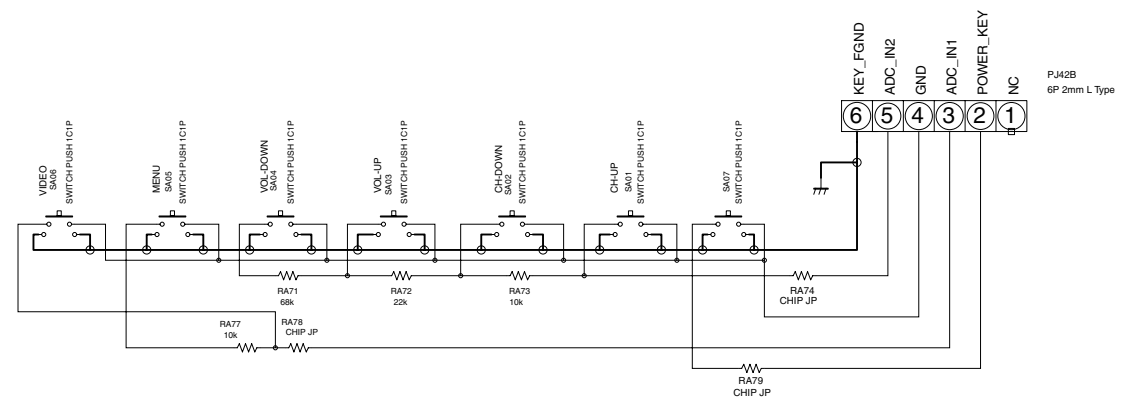 KEY_FGND
ADC_IN2
GND
ADC_IN1
POWER_KEY
NC
PJ42B
6P 2mm L Type
6
5
4
3
2
1
VIDEO
SA06
SWITCH PUSH 1C1P
MENU
SA05
SWITCH PUSH 1C1P
VOL-DOWN
SA04
SWITCH PUSH 1C1P
VOL-UP
SA03
SWITCH PUSH 1C1P
CH-DOWN
SA02
SWITCH PUSH 1C1P
CH-UP
SA01
SWITCH PUSH 1C1P
SA07
SWITCH PUSH 1C1P
RA71
68k
RA72
22k
RA73
10k
RA74
CHIP JP
RA77
10k
RA78
CHIP JP
RA79
CHIP JP